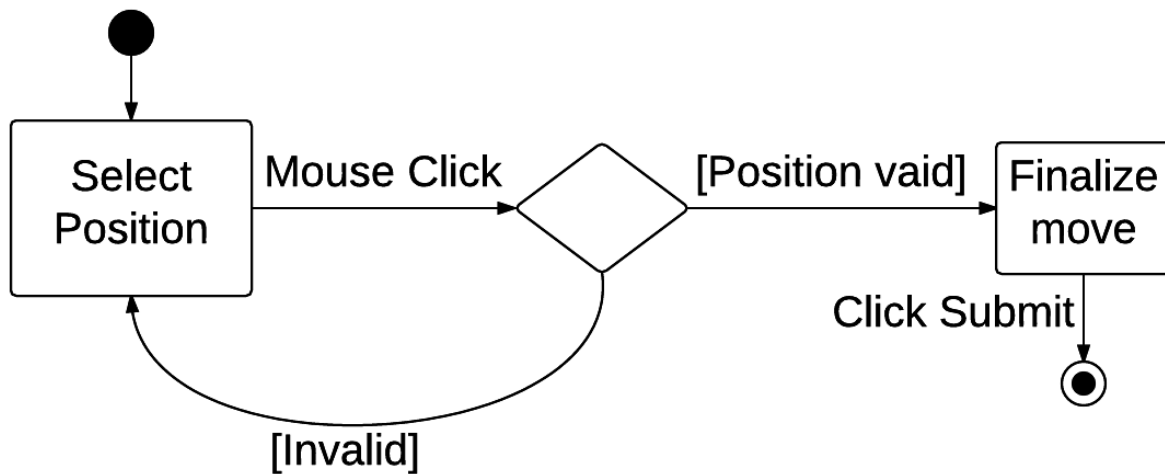 Select
Position
Mouse Click
[Position vaid]
Finalize
move
Click Submit
[Invalid]